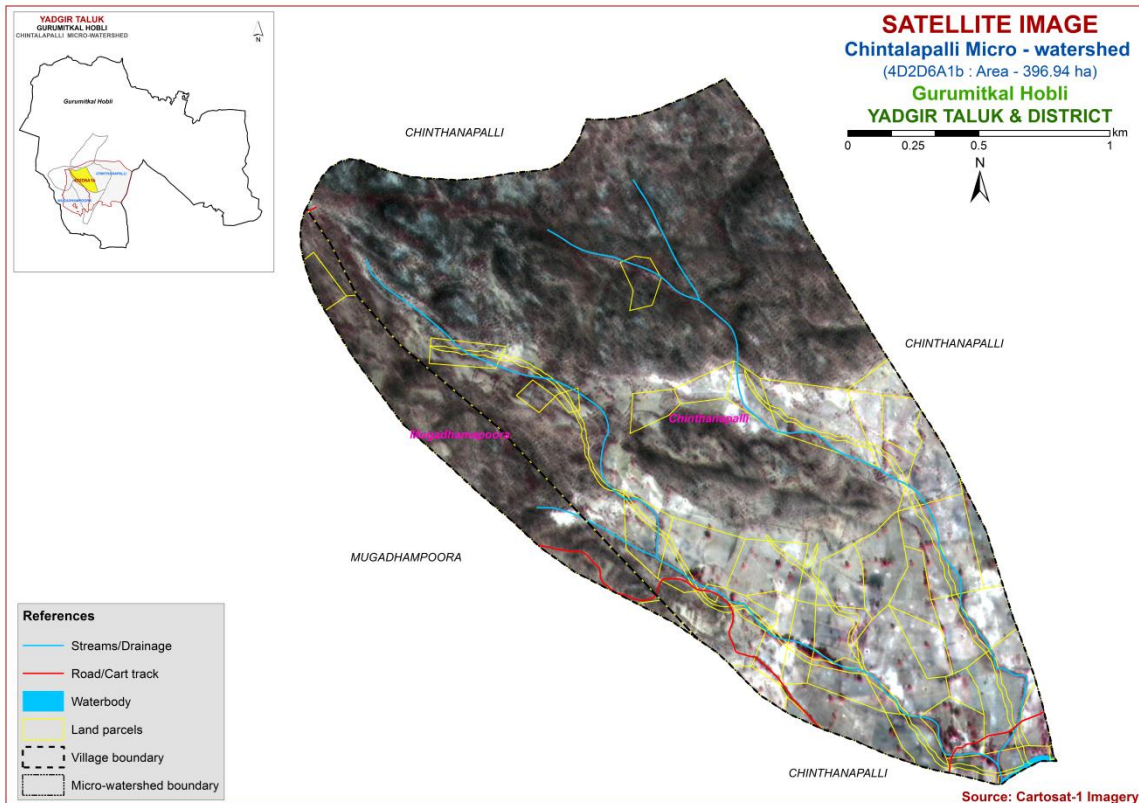 YADGIR TALUK
GURUMITKAL HOBLI
CHINTALAPALLI MICRO-WATERSHED
N
Gurumitkal Hobli
CHINTHANAPALLI
MUGADHAMPOORA
SATELLITE IMAGE
Chintalapalli Micro - watershed
(4D2D6A1b : Area - 396.94 ha)
Gurumitkal Hobli
YADGIR TALUK & DISTRICT
km
0 0.25 0.5 1
N
CHINTHANAPALLI
CHINTHANAPALLI
Chinthanapalli
Mugadhamapoora
MUGADHAMPOORA
CHINTHANAPALLI
References
Streams/Drainage
Road/Cart track
Waterbody
Land parcels
Village boundary
Micro-watershed boundary
Source: Cartosat-1 Imagery